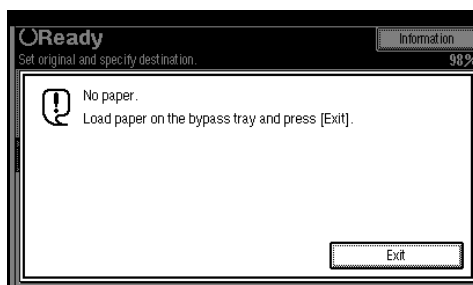 Ready
Information
Set original and specify destination.
98%
No paper.
Load paper on the bypass tray and press [Exit].
Exit